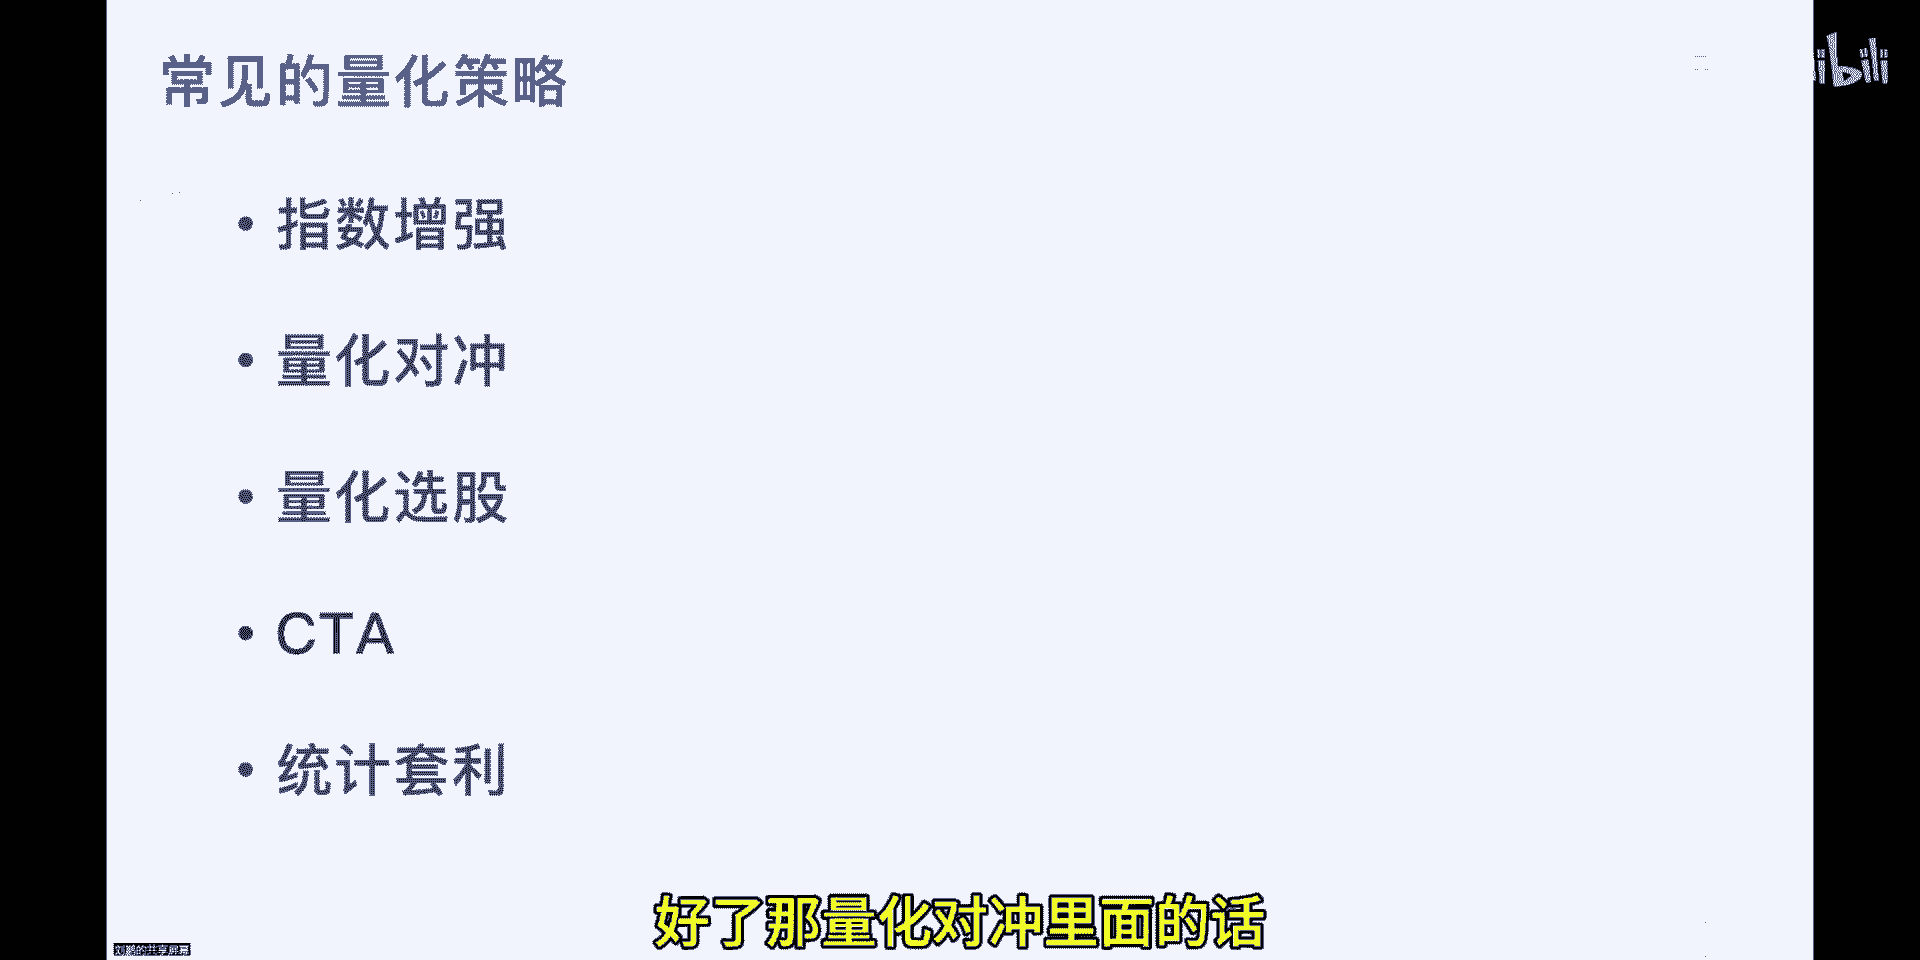 常见的量化策略
bili
• 指数增强
• 量化对冲
• 量化选股
• CTA
• 统计套利
好了那量化对冲里面的话
刘鹏的共享屏幕